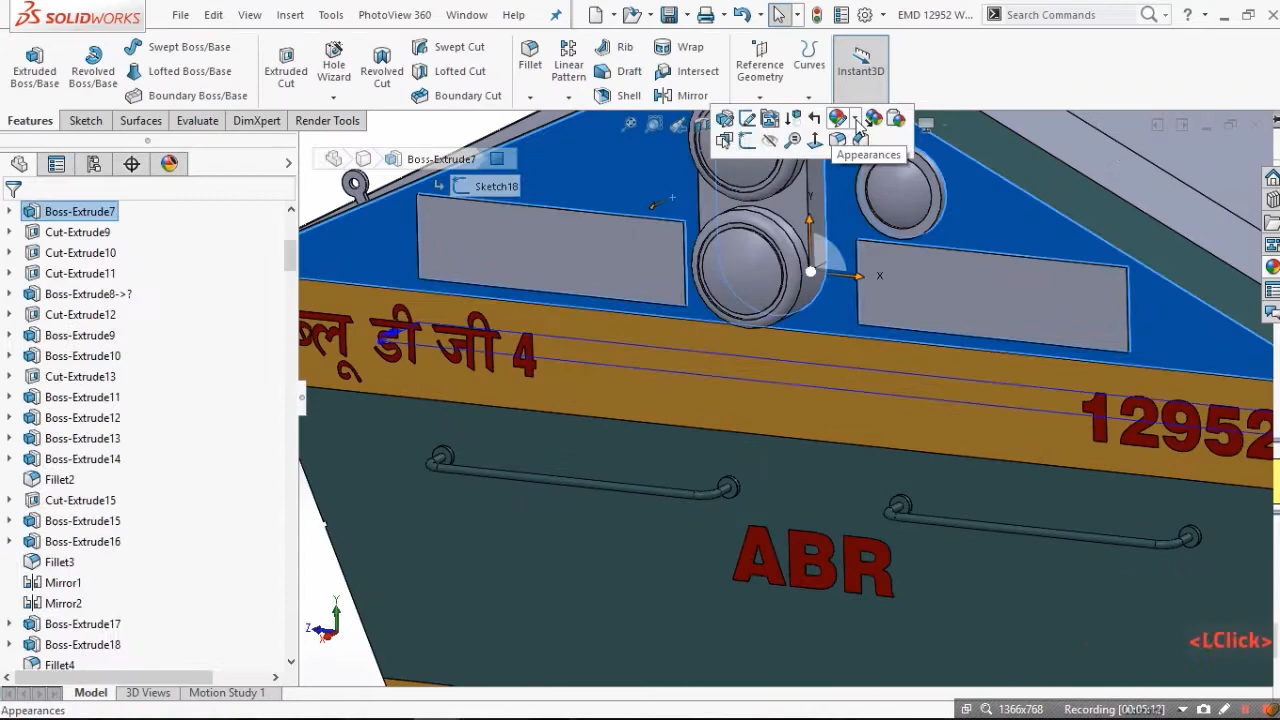 SOLIDWORKS
File
Edit
View
Insert
Tools
PhotoView 360
Window
Help
EMD 12952 W...
Search Commands
Extruded Boss/Base
Revolved Boss/Base
Swept Boss/Base
Lofted Boss/Base
Boundary Boss/Base
Extruded Cut
Hole Wizard
Revolved Cut
Swept Cut
Lofted Cut
Boundary Cut
Fillet
Linear Pattern
Rib
Draft
Shell
Wrap
Intersect
Mirror
Reference Geometry
Curves
Instant3D
Features
Sketch
Surfaces
Evaluate
DimXpert
Render Tools
Appearances
Boss-Extrude7
Sketch18
Boss-Extrude7
Cut-Extrude9
Cut-Extrude10
Cut-Extrude11
Boss-Extrude8->?
Cut-Extrude12
Boss-Extrude9
Boss-Extrude10
Cut-Extrude13
Boss-Extrude11
Boss-Extrude12
Boss-Extrude13
Boss-Extrude14
Fillet2
Cut-Extrude15
Boss-Extrude15
Boss-Extrude16
Fillet3
Mirror1
Mirror2
Boss-Extrude17
Boss-Extrude18
Fillet4
Y
X
ब्लू डी जी 4
12952
ABR
Y
Z
X
<LClick>
Model
3D Views
Motion Study 1
Appearances
1366x768
Recording [00:05:12]